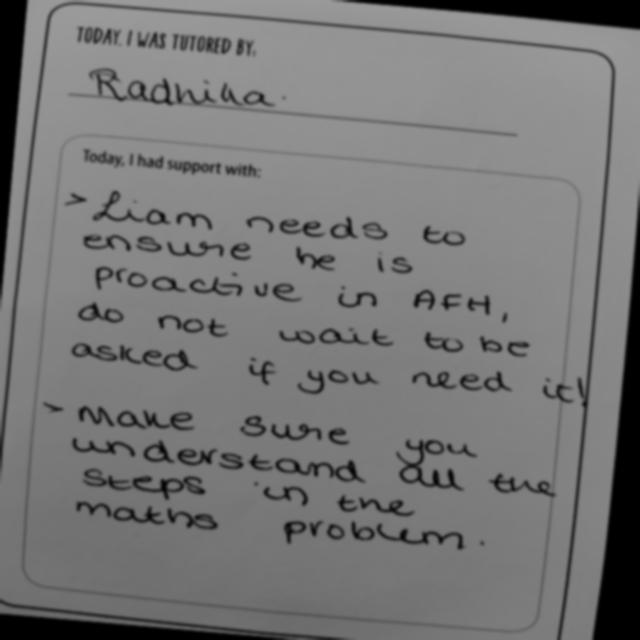 TODAY, I WAS TUTORED BY,
Radhika.
Today, I had support with:
> Liam needs to
ensure he is
proactive in AFH,
do not wait to be
asked if you need it!
> Make sure you
understand all the
steps in the
maths problem.